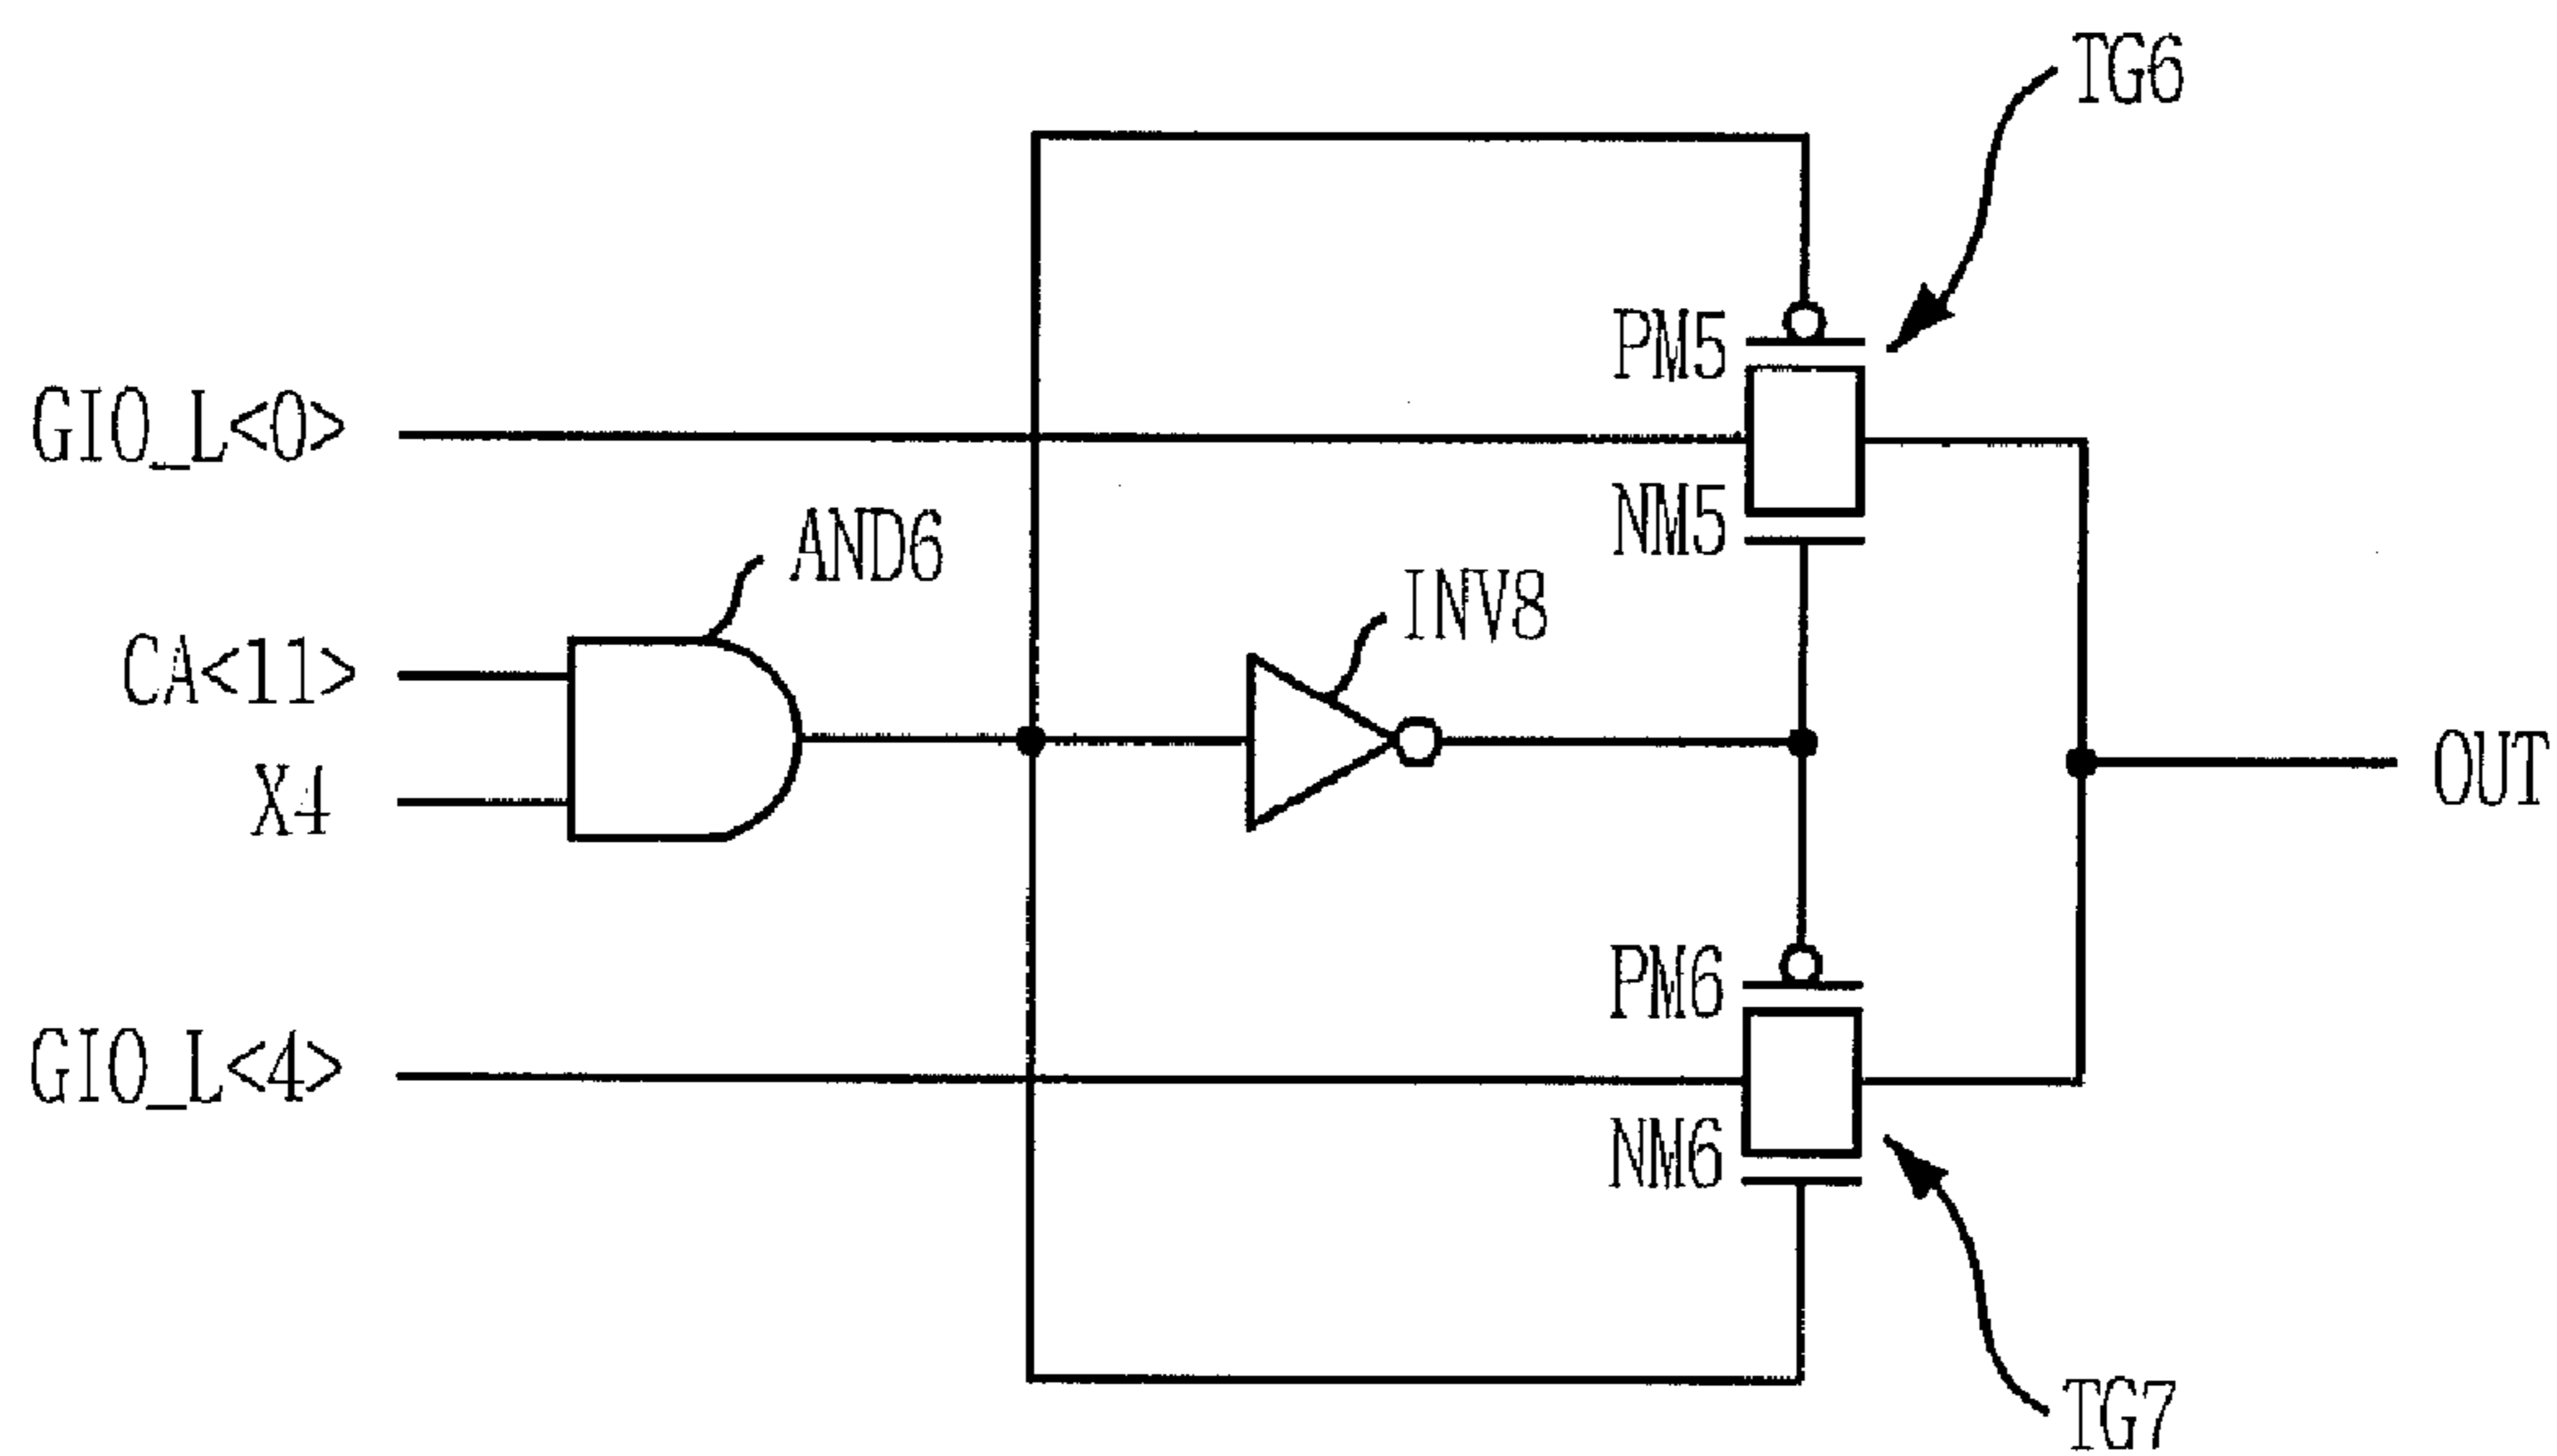 TG6
PM5
GIO_L<0>
NM5
AND6
INV8
CA<11>
X4
OUT
PM6
GIO_L<4>
NM6
TG7